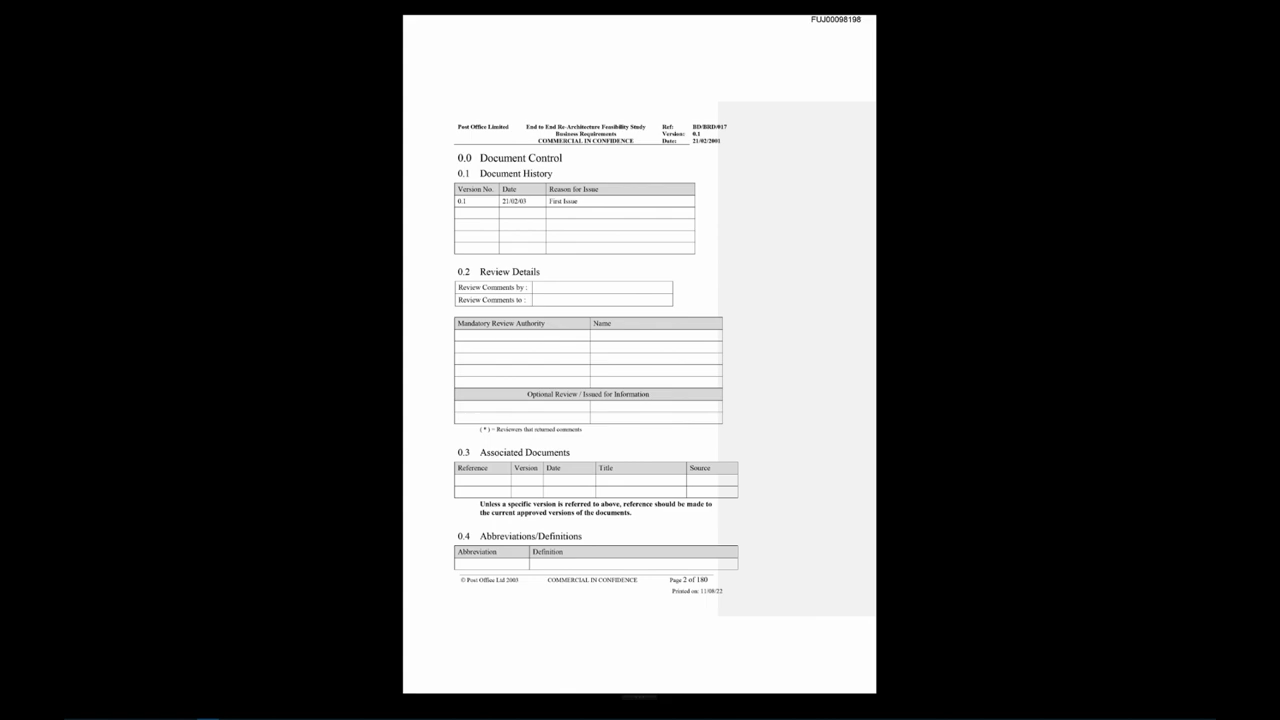 FUJ00098198
Post Office Limited End to End Re-Architecture Feasibility Study Ref: BD/BRD/017
Business Requirements Version: 0.1
COMMERCIAL IN CONFIDENCE Date: 21/02/2001
0.0 Document Control
0.1 Document History
Version No. Date Reason for Issue
0.1 21/02/03 First Issue
0.2 Review Details
Review Comments by :
Review Comments to :
Mandatory Review Authority Name
Optional Review / Issued for Information
( * ) = Reviewers that returned comments
0.3 Associated Documents
Reference Version Date Title Source
Unless a specific version is referred to above, reference should be made to
the current approved versions of the documents.
0.4 Abbreviations/Definitions
Abbreviation Definition
© Post Office Ltd 2003 COMMERCIAL IN CONFIDENCE Page 2 of 180
Printed on: 11/08/22